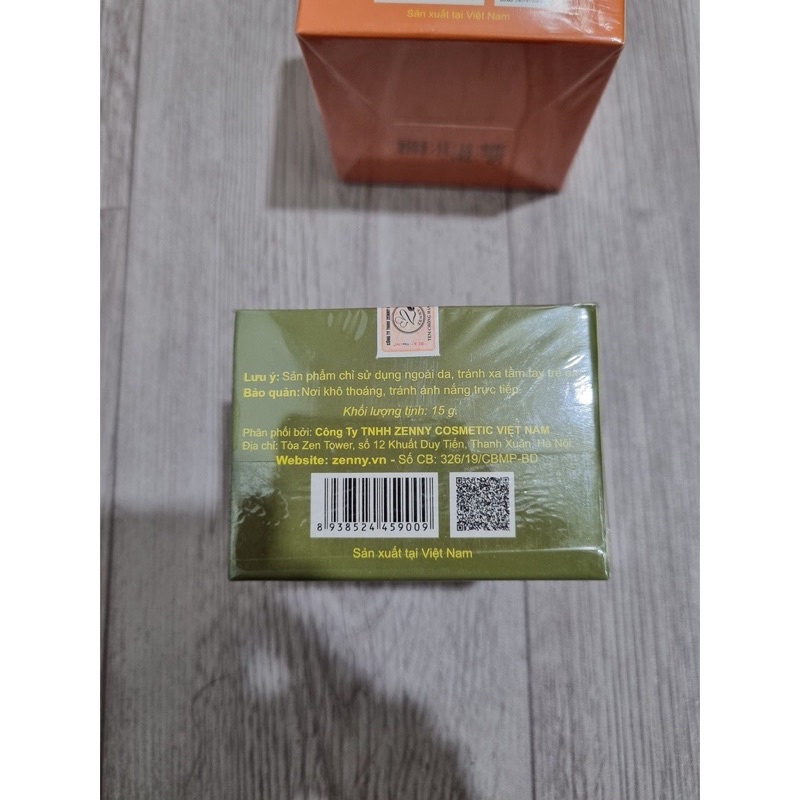 Sản xuất tại Việt Nam
Lưu ý: Sản phẩm chỉ sử dụng ngoài da, tránh xa tầm tay trẻ
Bảo quản: Nơi khô thoáng, tránh ánh nắng trực tiếp.
Khối lượng tịnh: 15 g.
Phân phối bởi: Công Ty TNHH ZENNY COSMETIC VIỆT NAM
Địa chỉ: Tòa Zen Tower, số 12 Khuất Duy Tiến, Thanh Xuân, Hà Nội.
Website: zenny.vn - Số CB: 326/19/CBMP-BD
8 938524 459009
Sản xuất tại Việt Nam